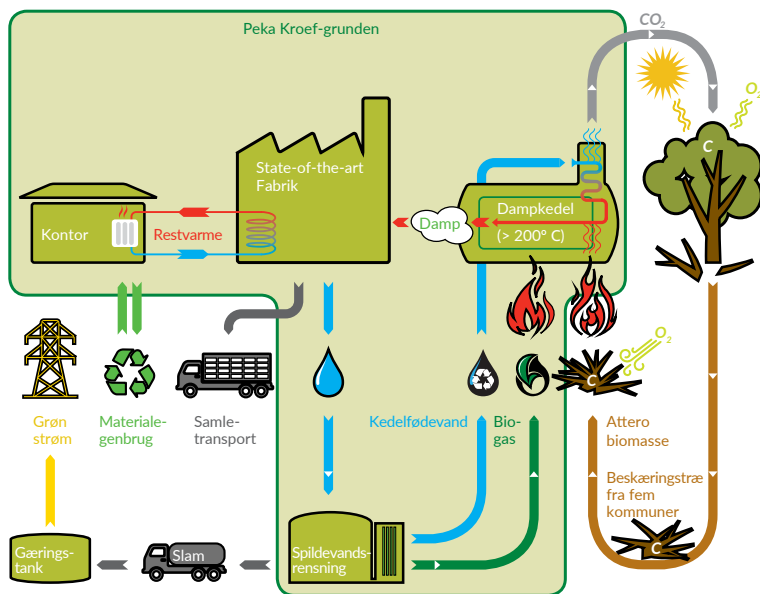 Peka Kroef-grunden
CO2
O2
C
State-of-the-art
Fabrik
Kontor
Restvarme
Damp
Dampkedel
(> 200° C)
O2
C
Grøn
strøm
Materiale-
genbrug
Samle-
transport
Kedelfødevand
Bio-
gas
Attero
biomasse
Beskæringstræ
fra fem
kommuner
C
Gærings-
tank
Slam
Spildevands-
rensning